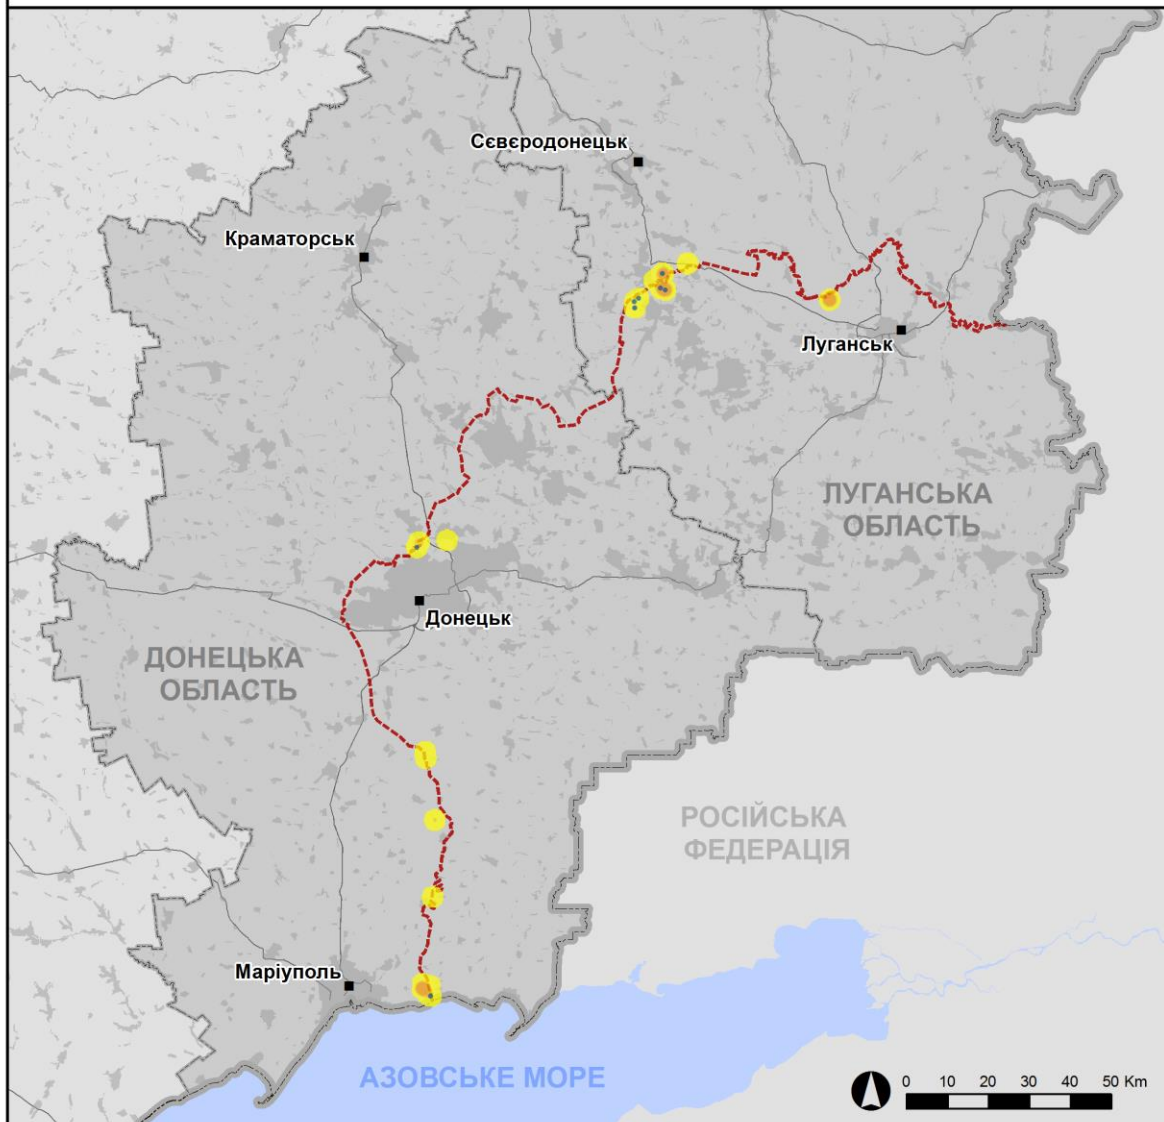 Сєвєродонецьк
Краматорськ
Луганськ
ЛУГАНСЬКА
ОБЛАСТЬ
Донецьк
ДОНЕЦЬКА
ОБЛАСТЬ
РОСІЙСЬКА
ФЕДЕРАЦІЯ
Маріуполь
АЗОВСЬКЕ МОРЕ
0 10 20 30 40 50 Km